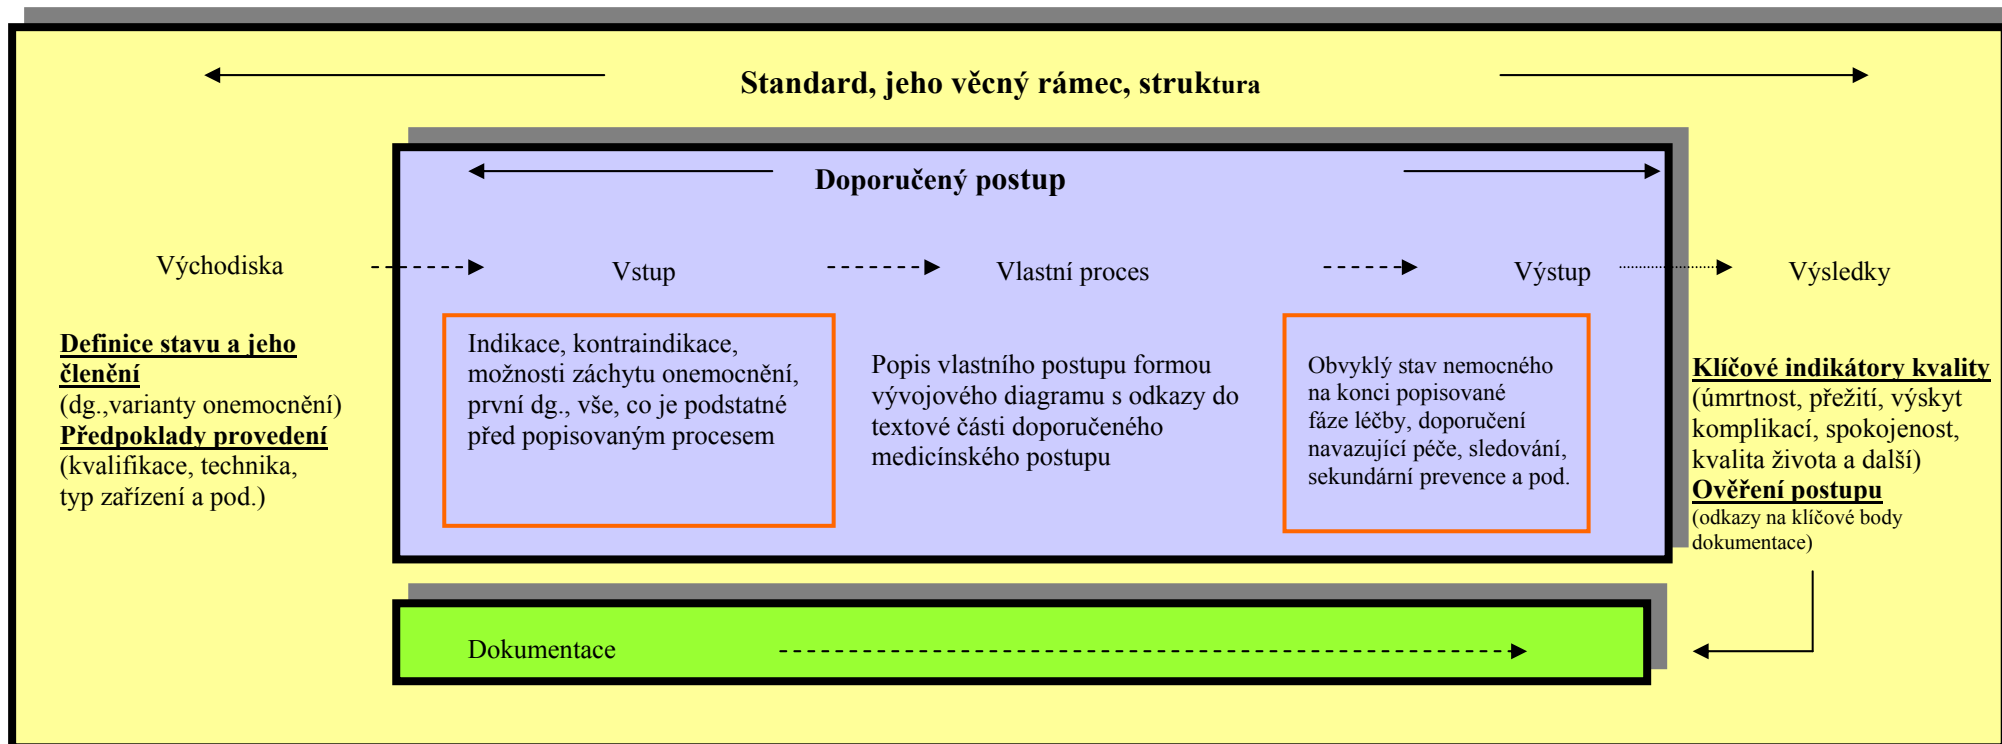 Standard, jeho věcný rámec, struktura
Doporučený postup
Východiska
Vstup
Vlastní proces
Výstup
Výsledky
Definice stavu a jeho
členění
(dg.,varianty onemocnění)
Předpoklady provedení
(kvalifikace, technika,
typ zařízení a pod.)
Indikace, kontraindikace,
možnosti záchytu onemocnění,
první dg., vše, co je podstatné
před popisovaným procesem
Popis vlastního postupu formou
vývojového diagramu s odkazy do
textové části doporučeného
medicínského postupu
Obvyklý stav nemocného
na konci popisované
fáze léčby, doporučení
navazující péče, sledování,
sekundární prevence a pod.
Klíčové indikátory kvality
(úmrtnost, přežití, výskyt
komplikací, spokojenost,
kvalita života a další)
Ověření postupu
(odkazy na klíčové body
dokumentace)
Dokumentace